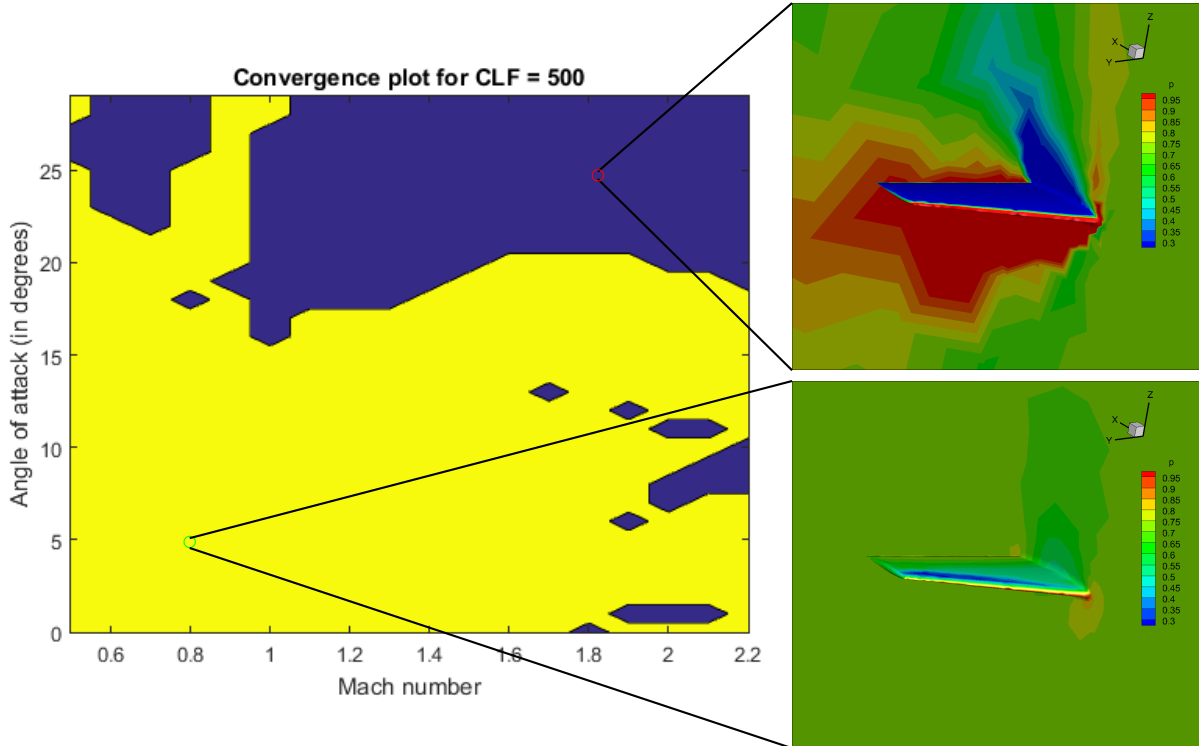 Convergence plot for CLF = 500
Angle of attack (in degrees)
25
20
15
10
5
0
0.6 0.8 1 1.2 1.4 1.6 1.8 2 2.2
Mach number
Z
X
Y
p
0.95
0.9
0.85
0.8
0.75
0.7
0.65
0.6
0.55
0.5
0.45
0.4
0.35
0.3
Z
X
Y
p
0.95
0.9
0.85
0.8
0.75
0.7
0.65
0.6
0.55
0.5
0.45
0.4
0.35
0.3